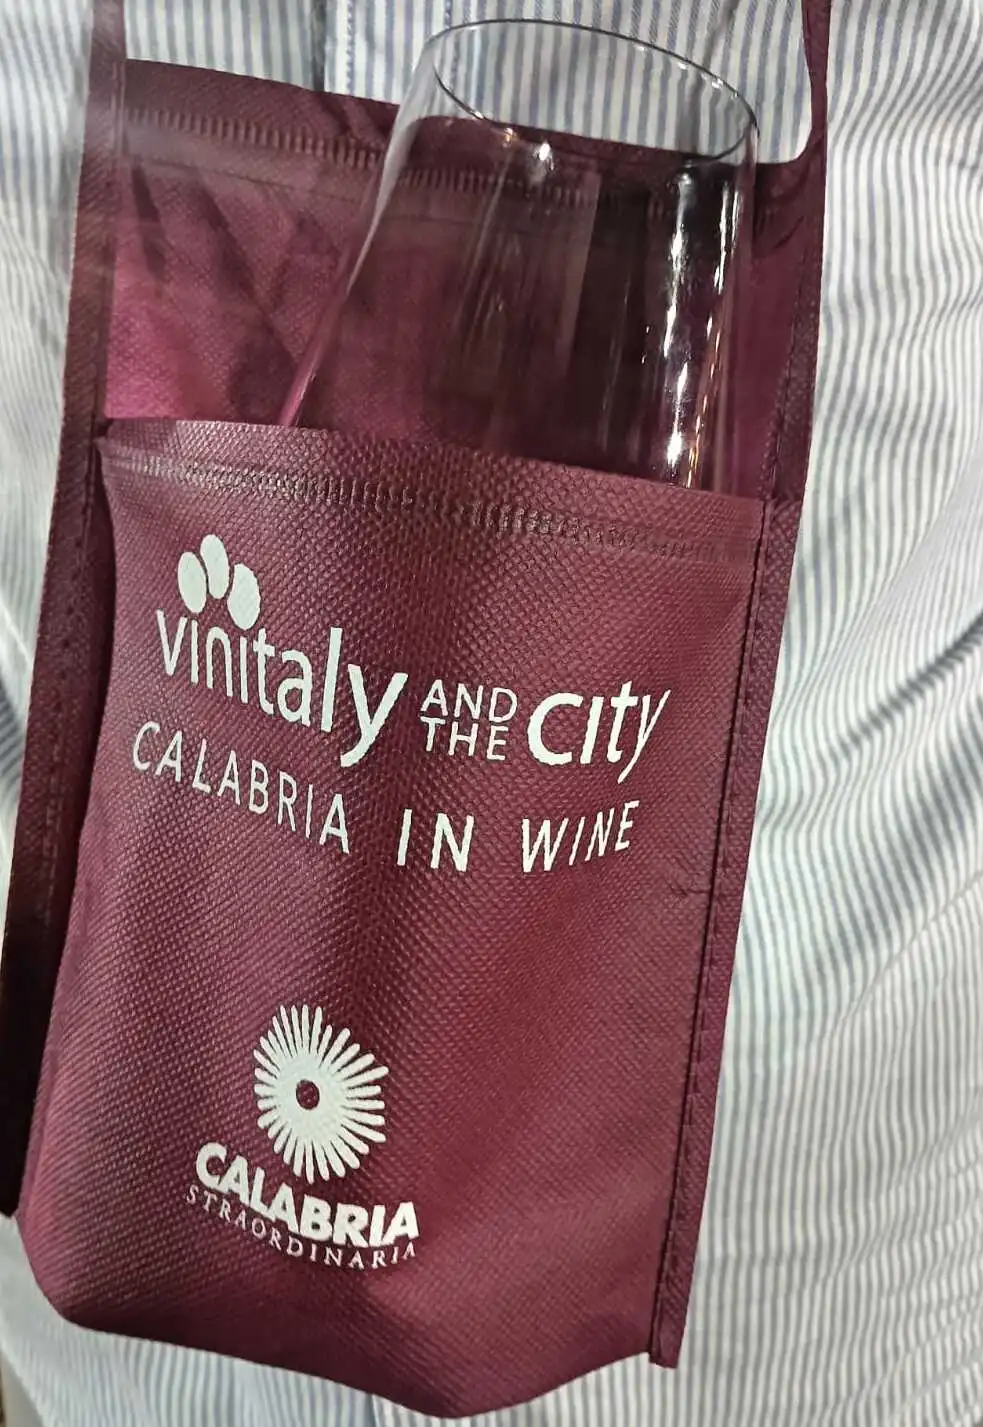 vinitaly AND THE city
CALABRIA IN WINE
CALABRIA
STRAORDINARIA